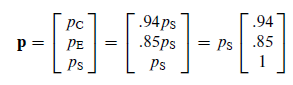 p = [ p_C p_E p_S ] = [ .94p_S .85p_S p_S ] = p_S [ .94 .85 1 ]